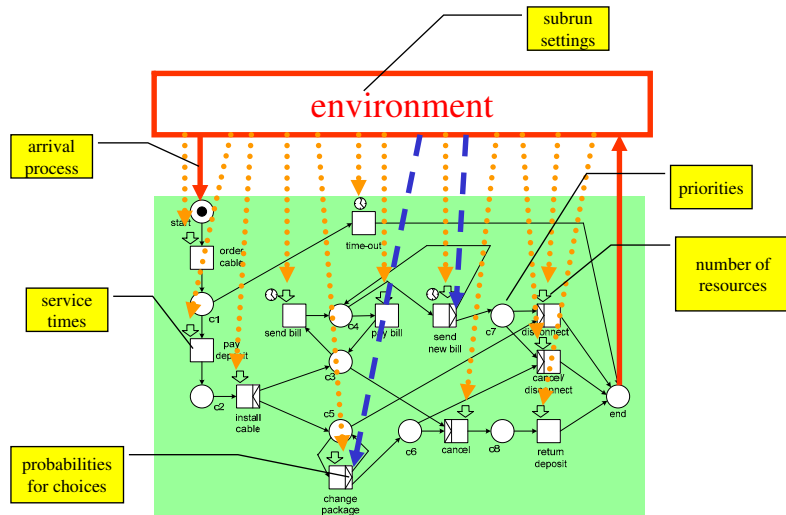 subrun
settings
environment
arrival
process
priorities
start
time-out
order
cable
number of
resources
service
times
c1
send bill
c4
pay bill
send
new bill
c7
disconnect
pay
deposit
c3
cancel/
disconnect
c2
install
cable
c5
end
c6
cancel
c8
return
deposit
probabilities
for choices
change
package